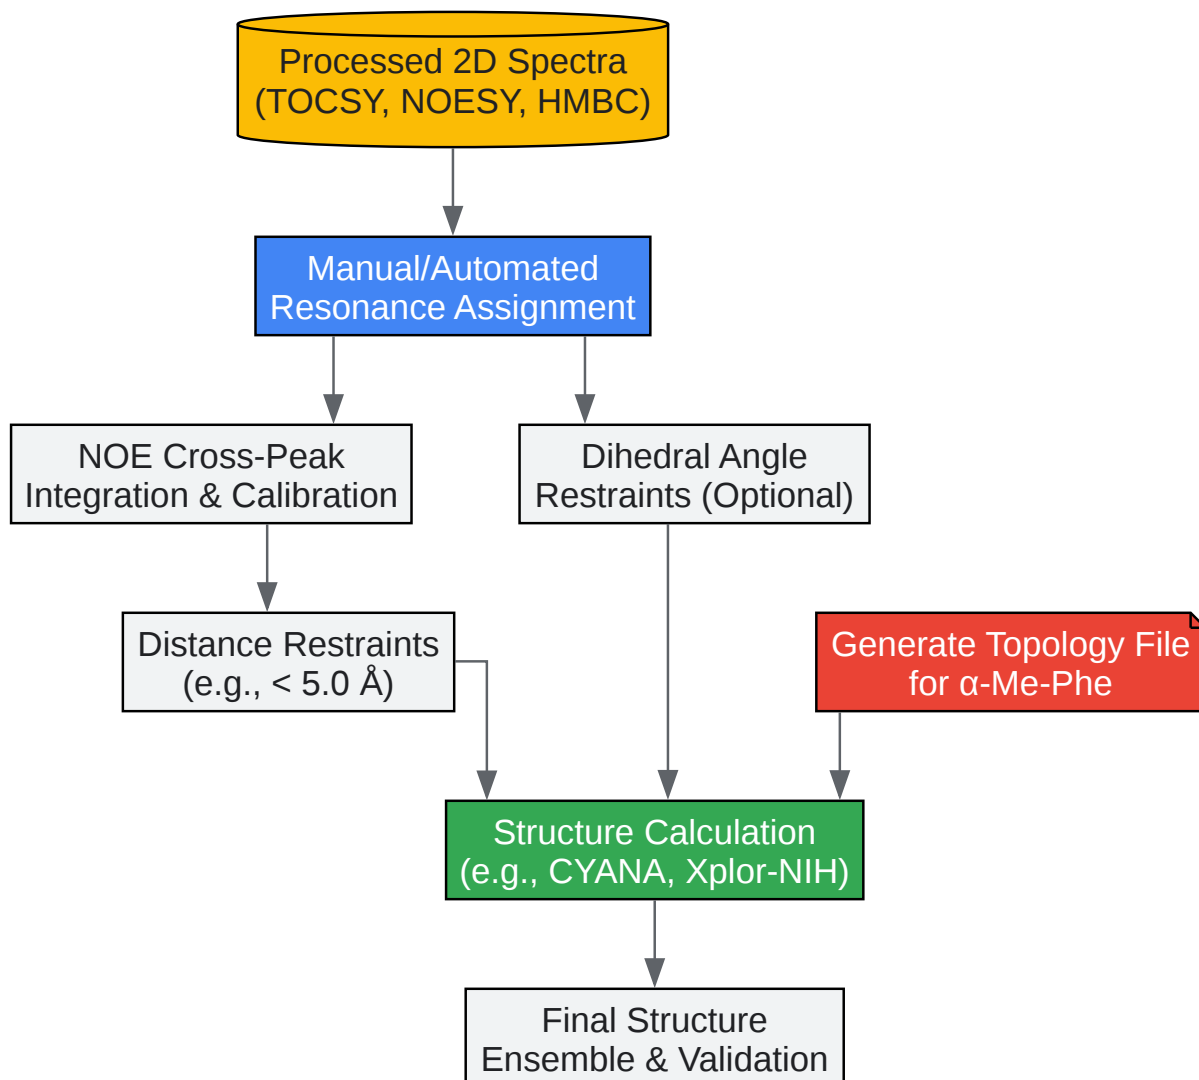 Processed 2D Spectra
(TOCSY, NOESY, HMBC)
Manual/Automated
Resonance Assignment
NOE Cross-Peak
Integration & Calibration
Dihedral Angle
Restraints (Optional)
Distance Restraints
(e.g., < 5.0 Å)
Generate Topology File
for α-Me-Phe
Structure Calculation
(e.g., CYANA, Xplor-NIH)
Final Structure
Ensemble & Validation